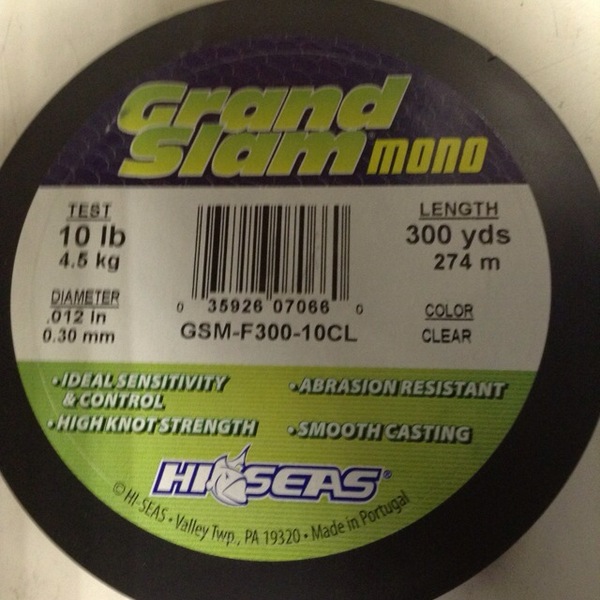 Grand
Slam mono
TEST
10 lb
4.5 kg
DIAMETER
.012 in
0.30 mm
0 35926 07066 0
GSM-F300-10CL
LENGTH
300 yds
274 m
COLOR
CLEAR
• IDEAL SENSITIVITY
& CONTROL
• HIGH KNOT STRENGTH
• ABRASION RESISTANT
• SMOOTH CASTING
HI-SEAS®
© HI-SEAS • Valley Twp., PA 19320 • Made in Portugal